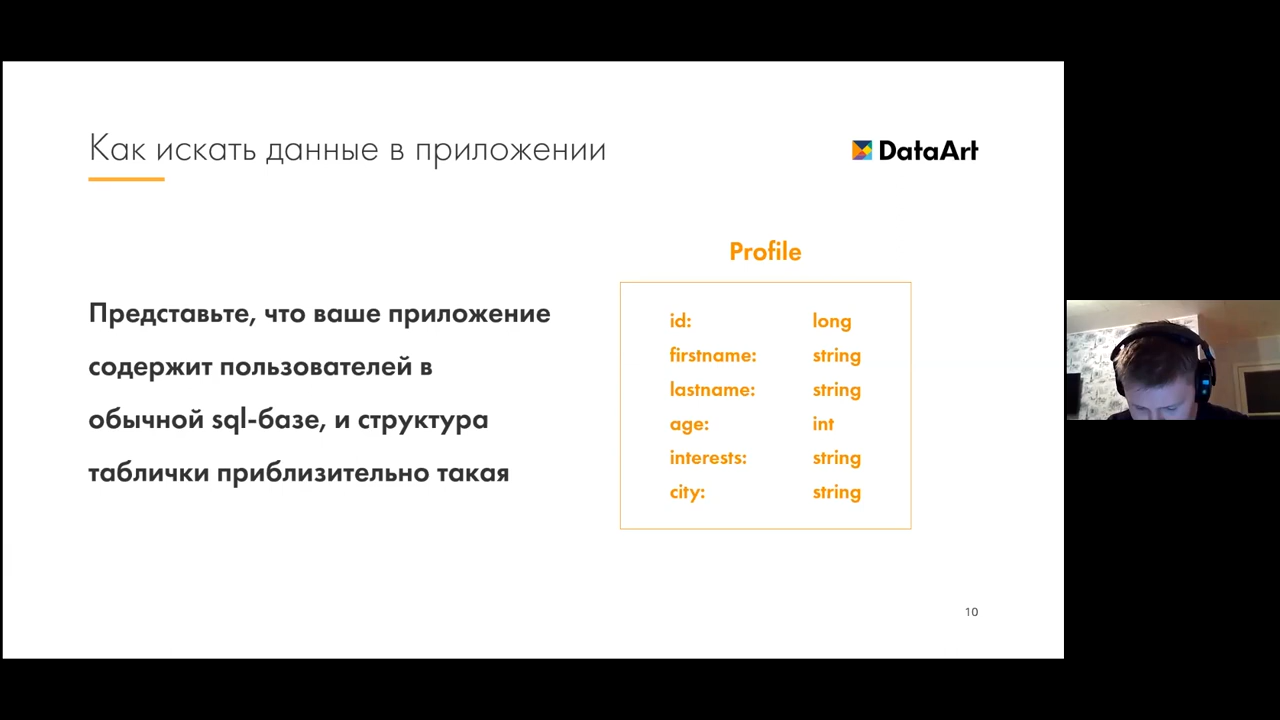 Как искать данные в приложении
DataArt
Profile
Представьте, что ваше приложение
содержит пользователей в
обычной sql-базе, и структура
таблички приблизительно такая
id: long
firstname: string
lastname: string
age: int
interests: string
city: string
10